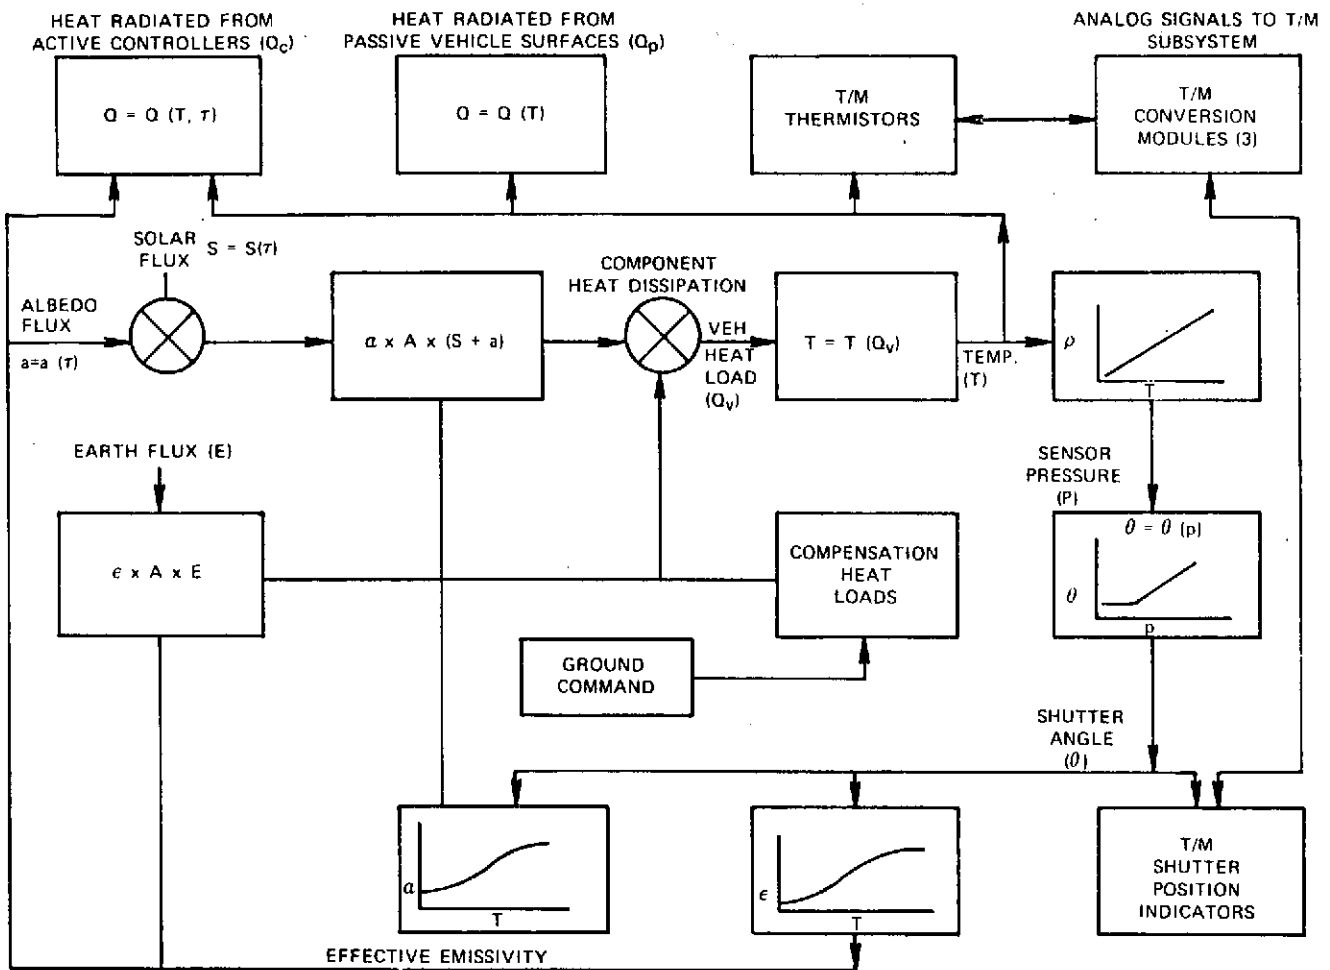 HEAT RADIATED FROM
ACTIVE CONTROLLERS (Qc)
HEAT RADIATED FROM
PASSIVE VEHICLE SURFACES (Qp)
ANALOG SIGNALS TO T/M
SUBSYSTEM
Q = Q (T, τ)
Q = Q (T)
T/M
THERMISTORS
T/M
CONVERSION
MODULES (3)
SOLAR
FLUX
S = S(τ)
ALBEDO
FLUX
a=a (τ)
α x A x (S + a)
COMPONENT
HEAT DISSIPATION
VEH
HEAT
LOAD
(Qv)
T = T (Qv)
TEMP.
(T)
ρ
T
EARTH FLUX (E)
ϵ x A x E
COMPENSATION
HEAT
LOADS
SENSOR
PRESSURE
(P)
θ = θ (p)
θ
p
GROUND
COMMAND
SHUTTER
ANGLE
(θ)
α
T
ϵ
T
T/M
SHUTTER
POSITION
INDICATORS
EFFECTIVE EMISSIVITY